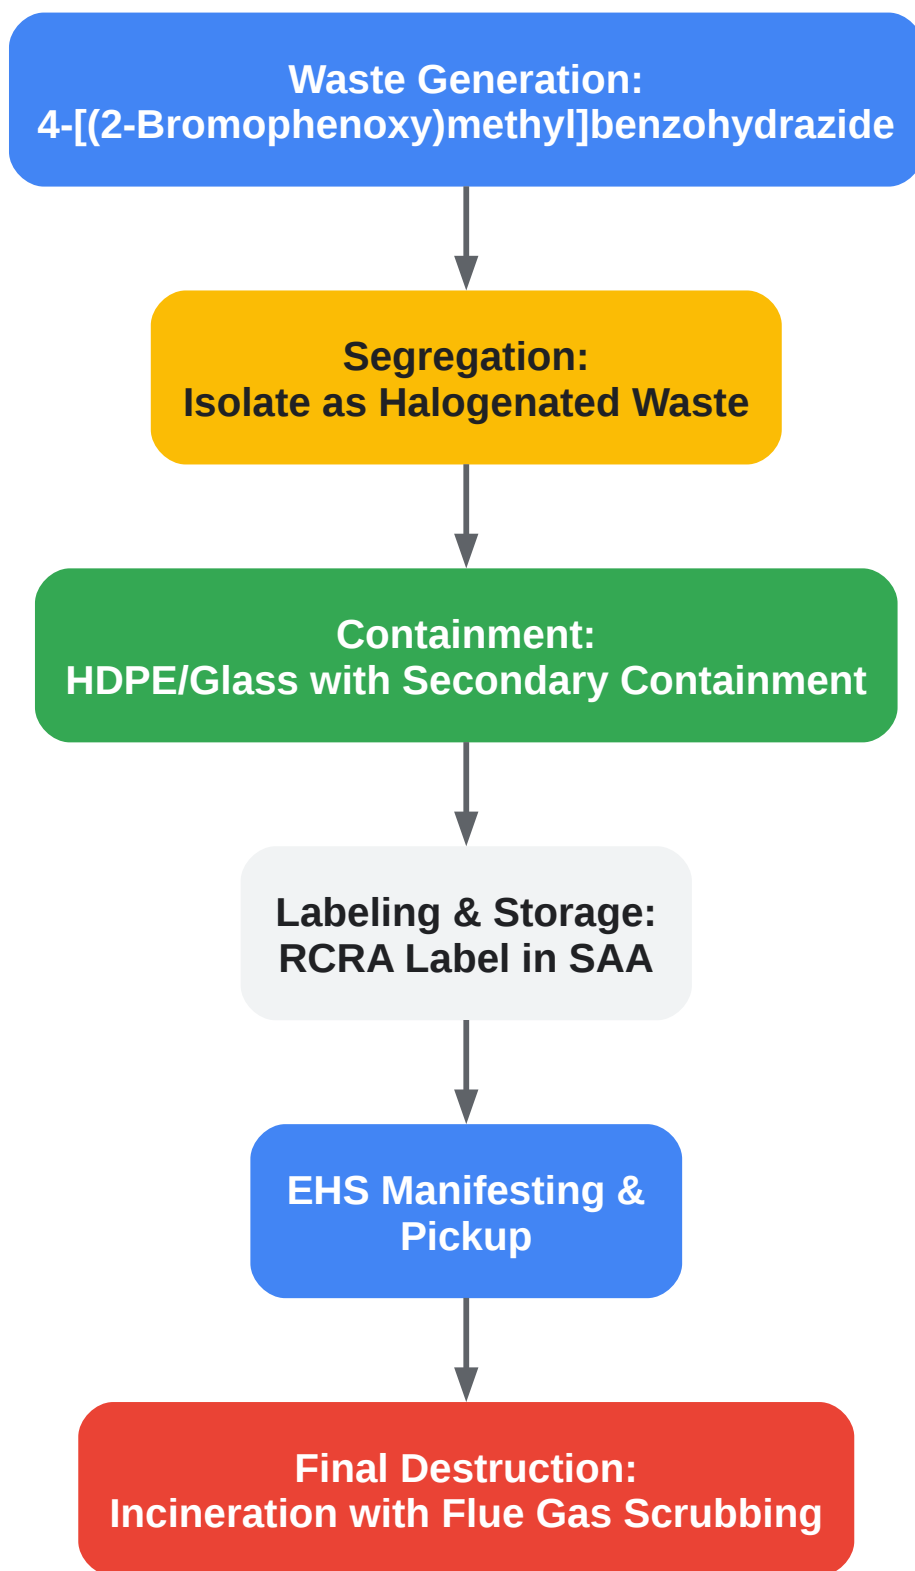 Waste Generation:
4-[(2-Bromophenoxy)methyl]benzohydrazide
Segregation:
Isolate as Halogenated Waste
Containment:
HDPE/Glass with Secondary Containment
Labeling & Storage:
RCRA Label in SAA
EHS Manifesting &
Pickup
Final Destruction:
Incineration with Flue Gas Scrubbing